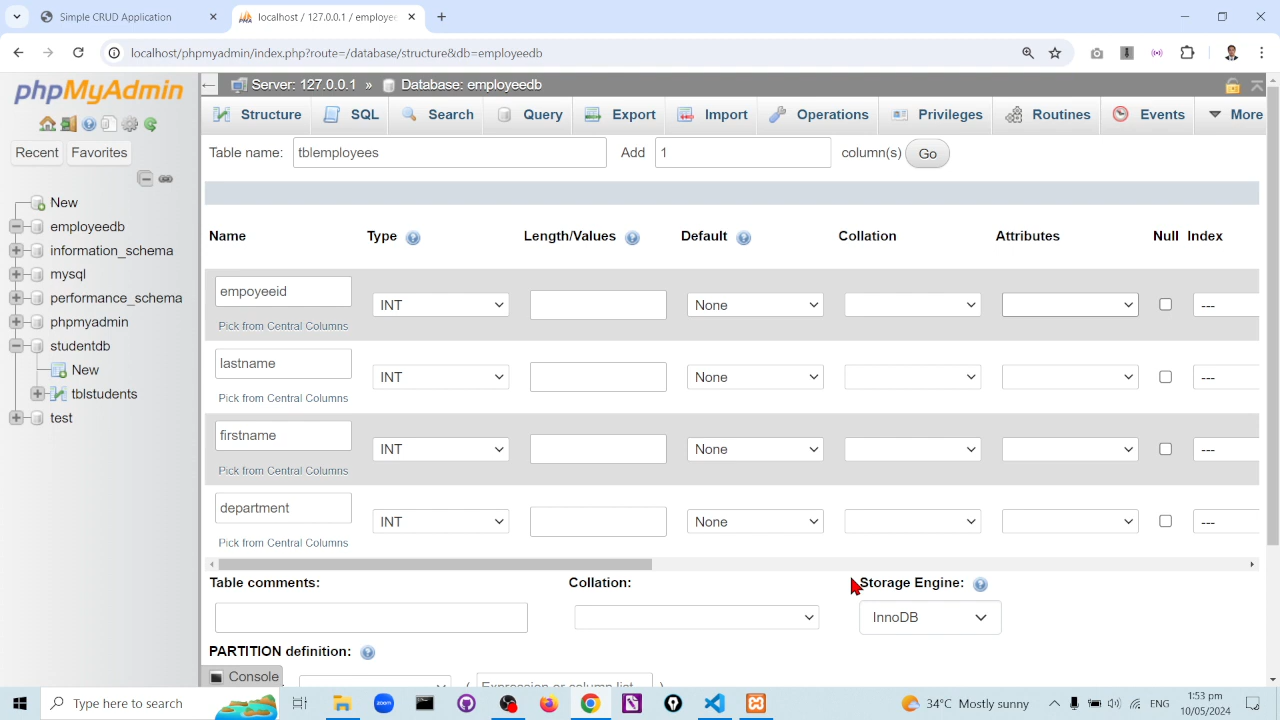 Simple CRUD Application
localhost / 127.0.0.1 / employee
localhost/phpmyadmin/index.php?route=/database/structure&db=employeedb
phpMyAdmin
Server: 127.0.0.1 » Database: employeedb
Structure SQL Search Query Export Import Operations Privileges Routines Events More
Recent Favorites
New
employeedb
information_schema
mysql
performance_schema
phpmyadmin
studentdb
New
tblstudents
test
Table name: tblemployees Add 1 column(s) Go
Name Type Length/Values Default Collation Attributes Null Index
empoyeeid INT None ---
Pick from Central Columns
lastname INT None ---
Pick from Central Columns
firstname INT None ---
Pick from Central Columns
department INT None ---
Pick from Central Columns
Table comments: Collation: Storage Engine:
InnoDB
PARTITION definition:
Console
( Expression or column list )
Type here to search
34°C Mostly sunny
ENG
1:53 pm
10/05/2024